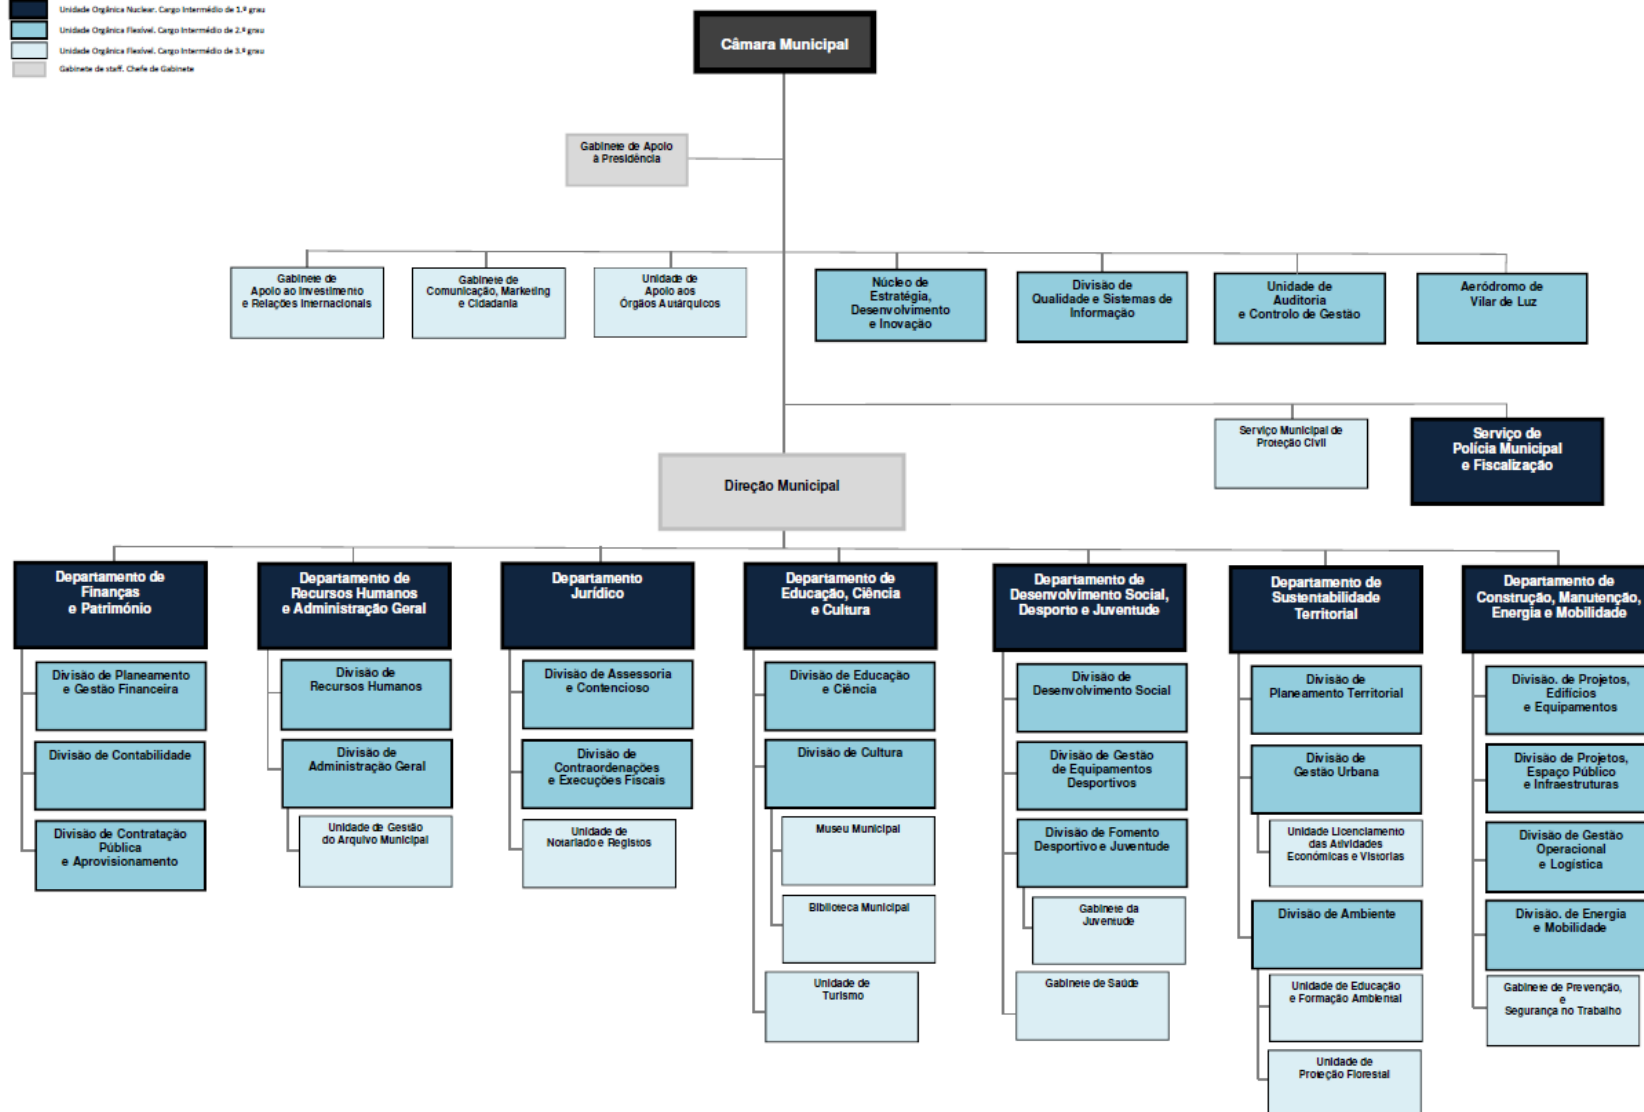 Unidade Orgânica Nuclear. Cargo Intermédio de 1.º grau
Unidade Orgânica Flexível. Cargo Intermédio de 2.º grau
Unidade Orgânica Flexível. Cargo Intermédio de 3.º grau
Gabinete de staff. Chefe de Gabinete
Câmara Municipal
Gabinete de Apoio
à Presidência
Gabinete de
Apoio ao Investimento
e Relações Internacionais
Gabinete de
Comunicação, Marketing
e Cidadania
Unidade de
Apoio aos
Órgãos Autárquicos
Núcleo de
Estratégia,
Desenvolvimento
e Inovação
Divisão de
Qualidade e Sistemas de
Informação
Unidade de
Auditoria
e Controlo de Gestão
Aeródromo de
Vilar de Luz
Serviço Municipal de
Proteção Civil
Serviço de
Polícia Municipal
e Fiscalização
Direção Municipal
Departamento de
Finanças
e Património
Divisão de Planeamento
e Gestão Financeira
Divisão de Contabilidade
Divisão de Contratação
Pública
e Aprovisionamento
Departamento de
Recursos Humanos
e Administração Geral
Divisão de
Recursos Humanos
Divisão de
Administração Geral
Unidade de Gestão
do Arquivo Municipal
Departamento
Jurídico
Divisão de Assessoria
e Contencioso
Divisão de
Contraordenações
e Execuções Fiscais
Unidade de
Notariado e Registos
Departamento de
Educação, Ciência
e Cultura
Divisão de Educação
e Ciência
Divisão de Cultura
Museu Municipal
Biblioteca Municipal
Unidade de
Turismo
Departamento de
Desenvolvimento Social,
Desporto e Juventude
Divisão de
Desenvolvimento Social
Divisão de Gestão
de Equipamentos
Desportivos
Divisão de Fomento
Desportivo e Juventude
Gabinete da
Juventude
Gabinete de Saúde
Departamento de
Sustentabilidade
Territorial
Divisão de
Planeamento Territorial
Divisão de
Gestão Urbana
Unidade Licenciamento
das Atividades
Económicas e Vistorias
Divisão de Ambiente
Unidade de Educação
e Formação Ambiental
Unidade de
Proteção Florestal
Departamento de
Construção, Manutenção,
Energia e Mobilidade
Divisão. de Projetos,
Edifícios
e Equipamentos
Divisão de Projetos,
Espaço Público
e Infraestruturas
Divisão de Gestão
Operacional
e Logística
Divisão. de Energia
e Mobilidade
Gabinete de Prevenção,
e
Segurança no Trabalho